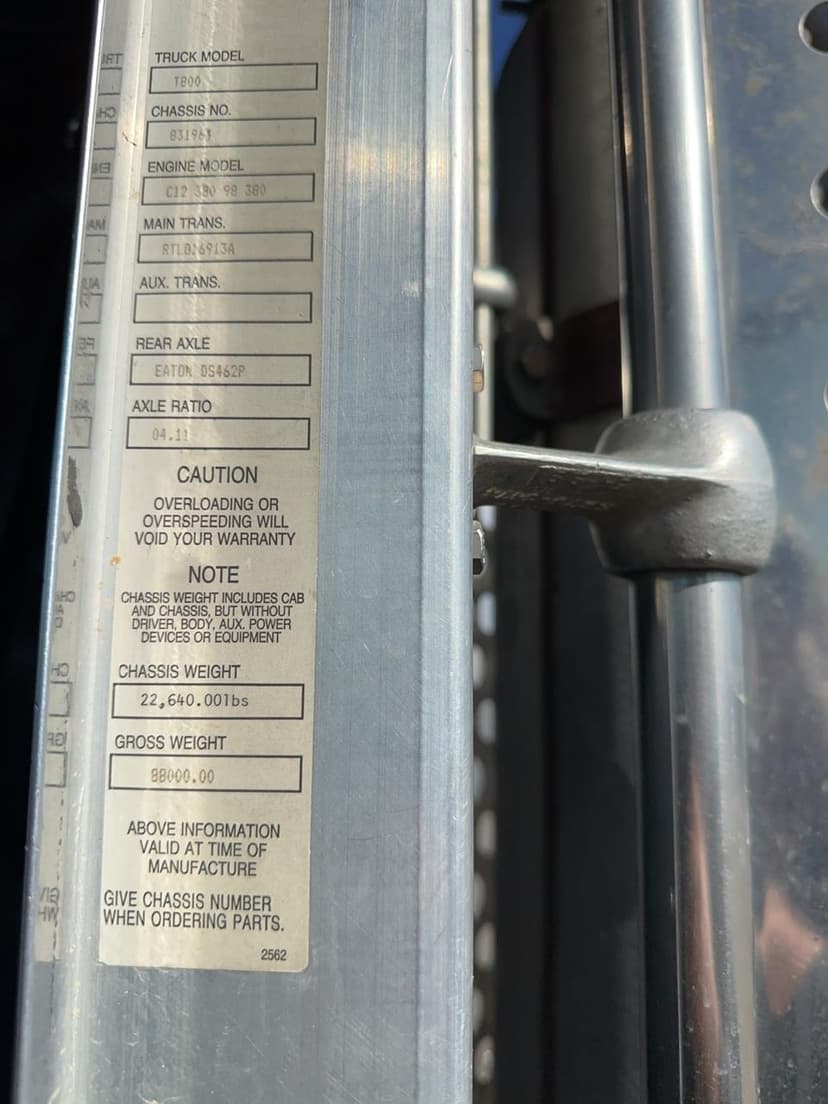 TRUCK MODEL
T800
CHASSIS NO.
831963
ENGINE MODEL
C12 380 98 380
MAIN TRANS.
AUX. TRANS.
REAR AXLE
EATON DS462P
AXLE RATIO
04.11
CAUTION
OVERLOADING OR
OVERSPEEDING WILL
VOID YOUR WARRANTY
NOTE
CHASSIS WEIGHT INCLUDES CAB
AND CHASSIS, BUT WITHOUT
DRIVER, BODY, AUX. POWER
DEVICES OR EQUIPMENT
CHASSIS WEIGHT
22,640.00lbs
GROSS WEIGHT
88000.00
ABOVE INFORMATION
VALID AT TIME OF
MANUFACTURE
GIVE CHASSIS NUMBER
WHEN ORDERING PARTS.
2562